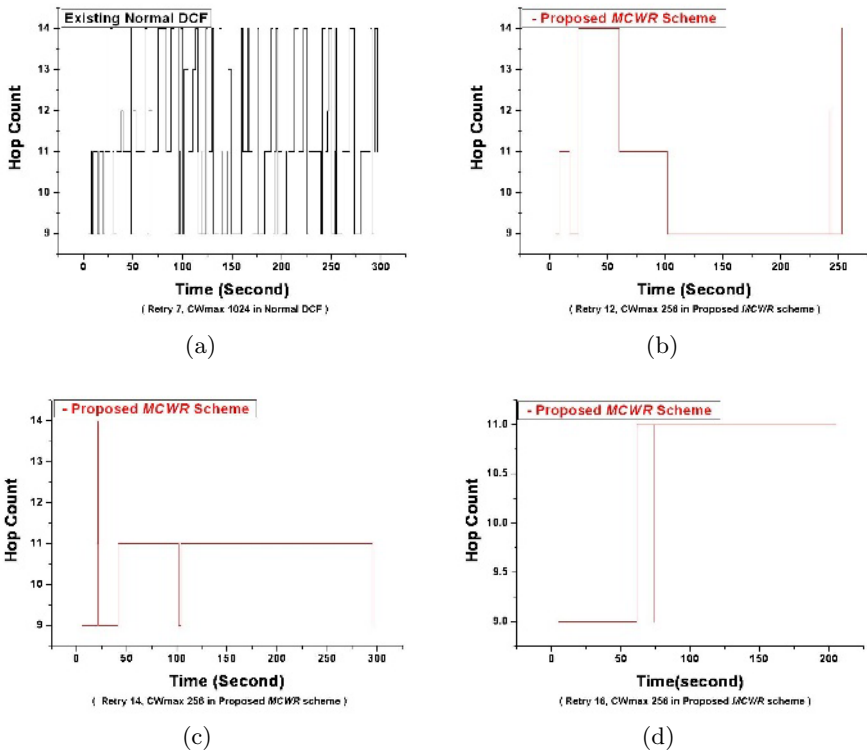 Existing Normal DCF
14
13
12
11
10
9
Hop Count
0 50 100 150 200 250 300
Time (Second)
( Retry 7, CWmax 1024 in Normal DCF )
(a)
- Proposed MCWR Scheme
14
13
12
11
10
9
Hop Count
0 50 100 150 200 250
Time (Second)
( Retry 12, CWmax 256 in Proposed MCWR scheme )
(b)
- Proposed MCWR Scheme
14
13
12
11
10
9
Hop Count
0 50 100 150 200 250 300
Time (Second)
( Retry 14, CWmax 256 in Proposed MCWR scheme )
(c)
- Proposed MCWR Scheme
11.0
10.5
10.0
9.5
9.0
Hop Count
0 50 100 150 200
Time(second)
( Retry 16, CWmax 256 in Proposed MCWR scheme )
(d)